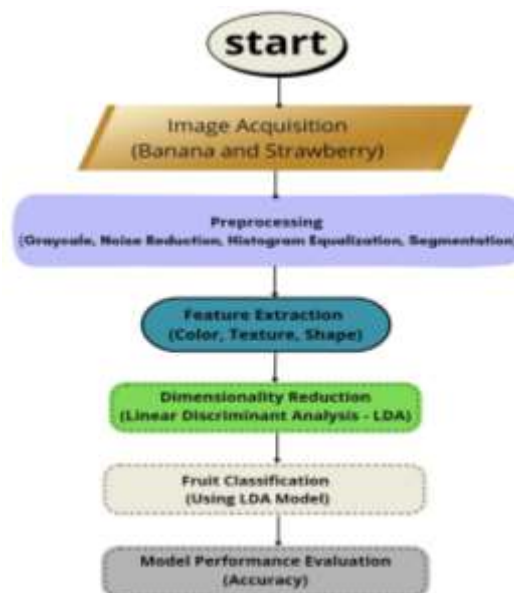 start
Image Acquisition
(Banana and Strawberry)
Preprocessing
(Grayscale, Noise Reduction, Histogram Equalization, Segmentation)
Feature Extraction
(Color, Texture, Shape)
Dimensionality Reduction
(Linear Discriminant Analysis - LDA)
Fruit Classification
(Using LDA Model)
Model Performance Evaluation
(Accuracy)